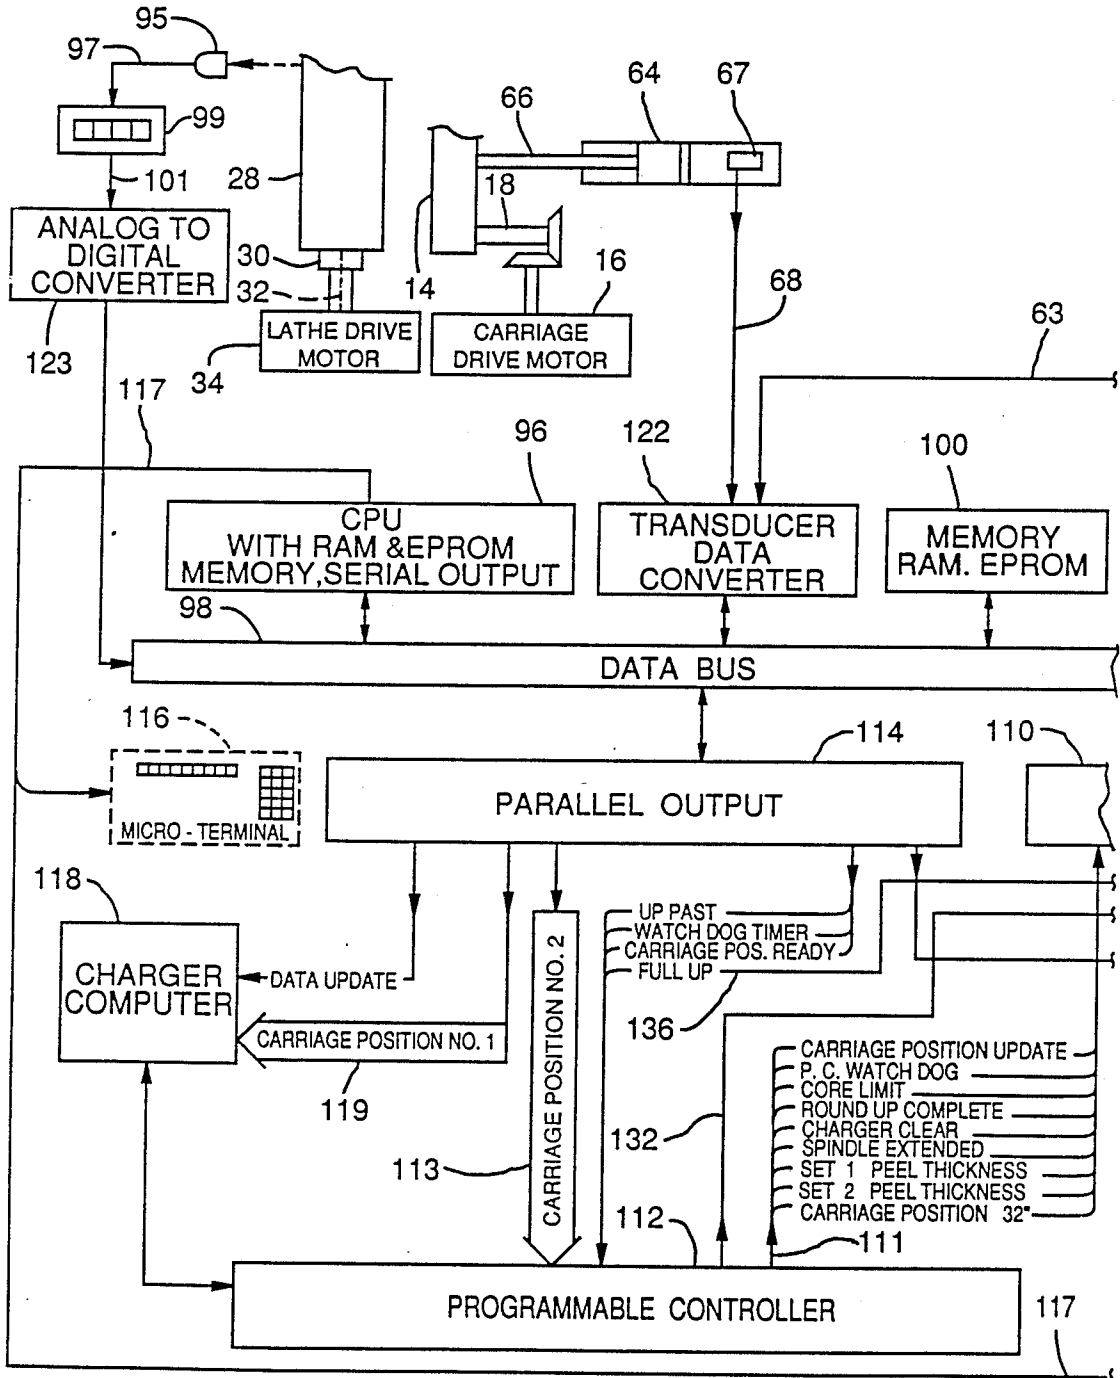 95
97
99
101
ANALOG TO
DIGITAL
CONVERTER
123
28
30
32
LATHE DRIVE
MOTOR
34
66
64
67
18
14
16
CARRIAGE
DRIVE MOTOR
68
63
117
96
CPU
WITH RAM &EPROM
MEMORY,SERIAL OUTPUT
122
TRANSDUCER
DATA
CONVERTER
100
MEMORY
RAM. EPROM
98
DATA BUS
116
MICRO - TERMINAL
114
PARALLEL OUTPUT
110
118
CHARGER
COMPUTER
DATA UPDATE
CARRIAGE POSITION NO. 1
119
CARRIAGE POSITION NO. 2
113
UP PAST
WATCH DOG TIMER
CARRIAGE POS. READY
FULL UP
136
132
CARRIAGE POSITION UPDATE
P. C. WATCH DOG
CORE LIMIT
ROUND UP COMPLETE
CHARGER CLEAR
SPINDLE EXTENDED
SET 1 PEEL THICKNESS
SET 2 PEEL THICKNESS
CARRIAGE POSITION 32"
112
111
PROGRAMMABLE CONTROLLER
117